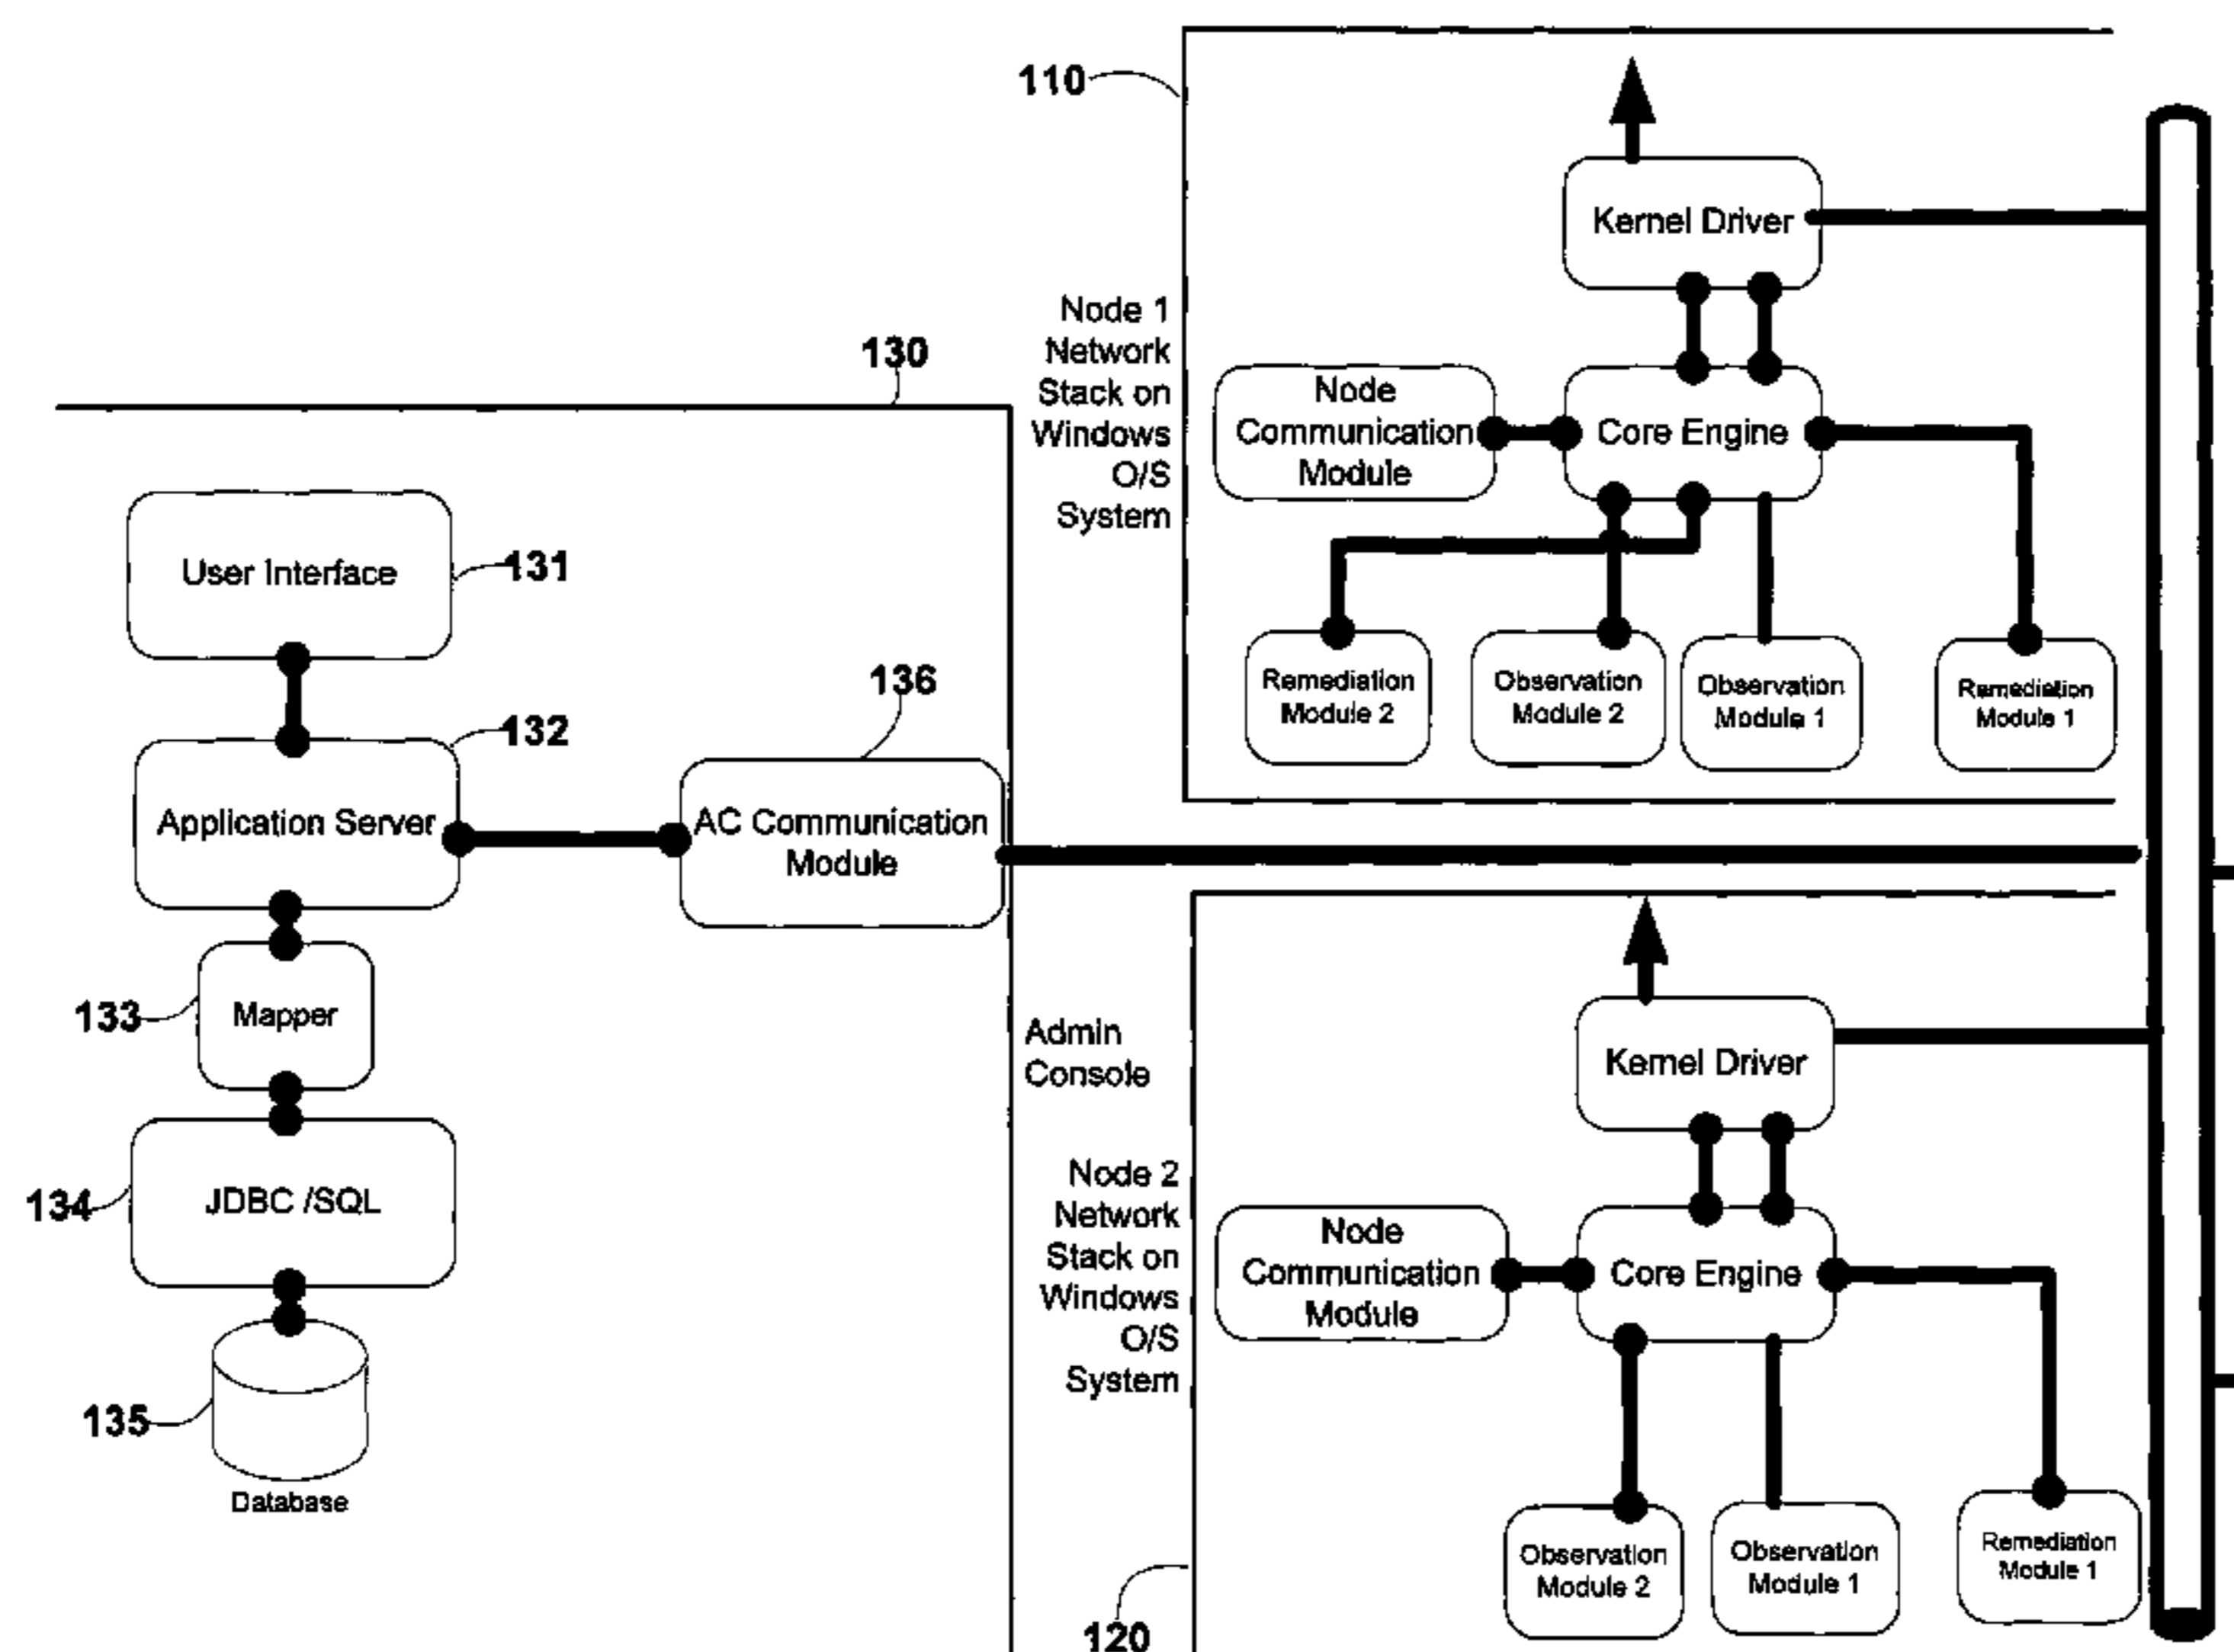 110
Kernel Driver
Node 1
Network
Stack on
Windows
O/S
System
Node
Communication
Module
Core Engine
Remediation
Module 2
Observation
Module 2
Observation
Module 1
Remediation
Module 1
130
User Interface
131
Application Server
132
136
AC Communication
Module
133
Mapper
134
JDBC /SQL
135
Database
Admin
Console
Node 2
Network
Stack on
Windows
O/S
System
120
Kernel Driver
Node
Communication
Module
Core Engine
Observation
Module 2
Observation
Module 1
Remediation
Module 1